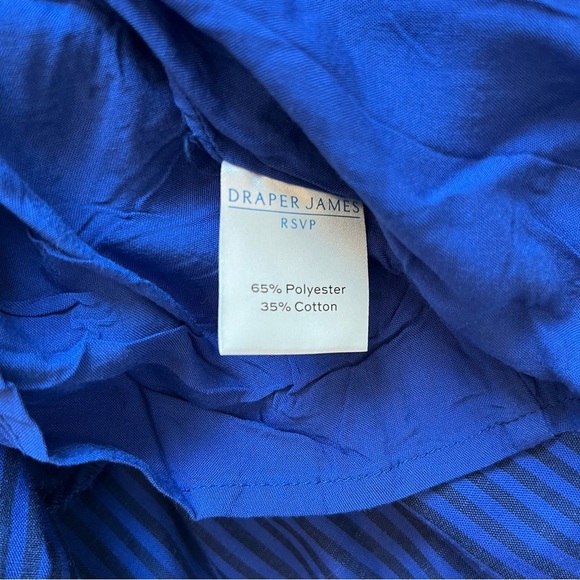 DRAPER JAMES
RSVP
65% Polyester
35% Cotton